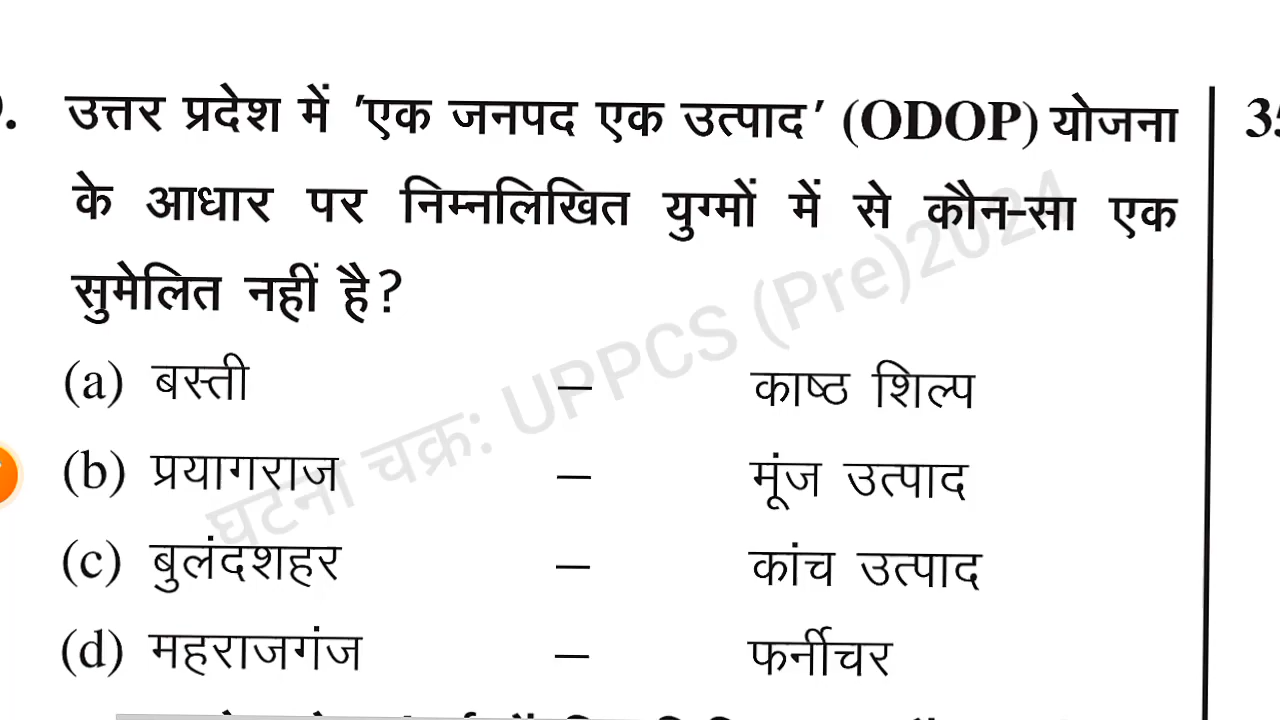 . उत्तर प्रदेश में 'एक जनपद एक उत्पाद' (ODOP) योजना
के आधार पर निम्नलिखित युग्मों में से कौन-सा एक
सुमेलित नहीं है?
(a) बस्ती – काष्ठ शिल्प
(b) प्रयागराज – मूंज उत्पाद
(c) बुलंदशहर – कांच उत्पाद
(d) महराजगंज – फर्नीचर
घटना चक्र: UPPCS (Pre)2024